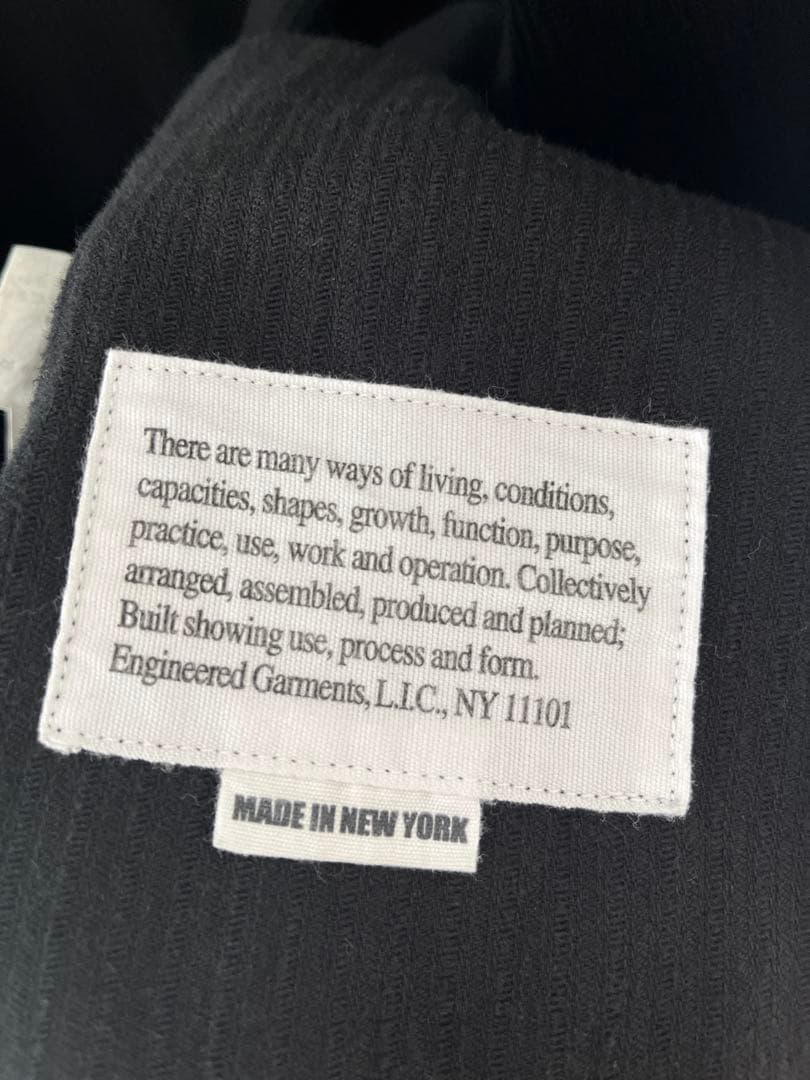 There are many ways of living, conditions,
capacities, shapes, growth, function, purpose,
practice, use, work and operation. Collectively
arranged, assembled, produced and planned;
Built showing use, process and form.
Engineered Garments, L.I.C., NY 11101
MADE IN NEW YORK